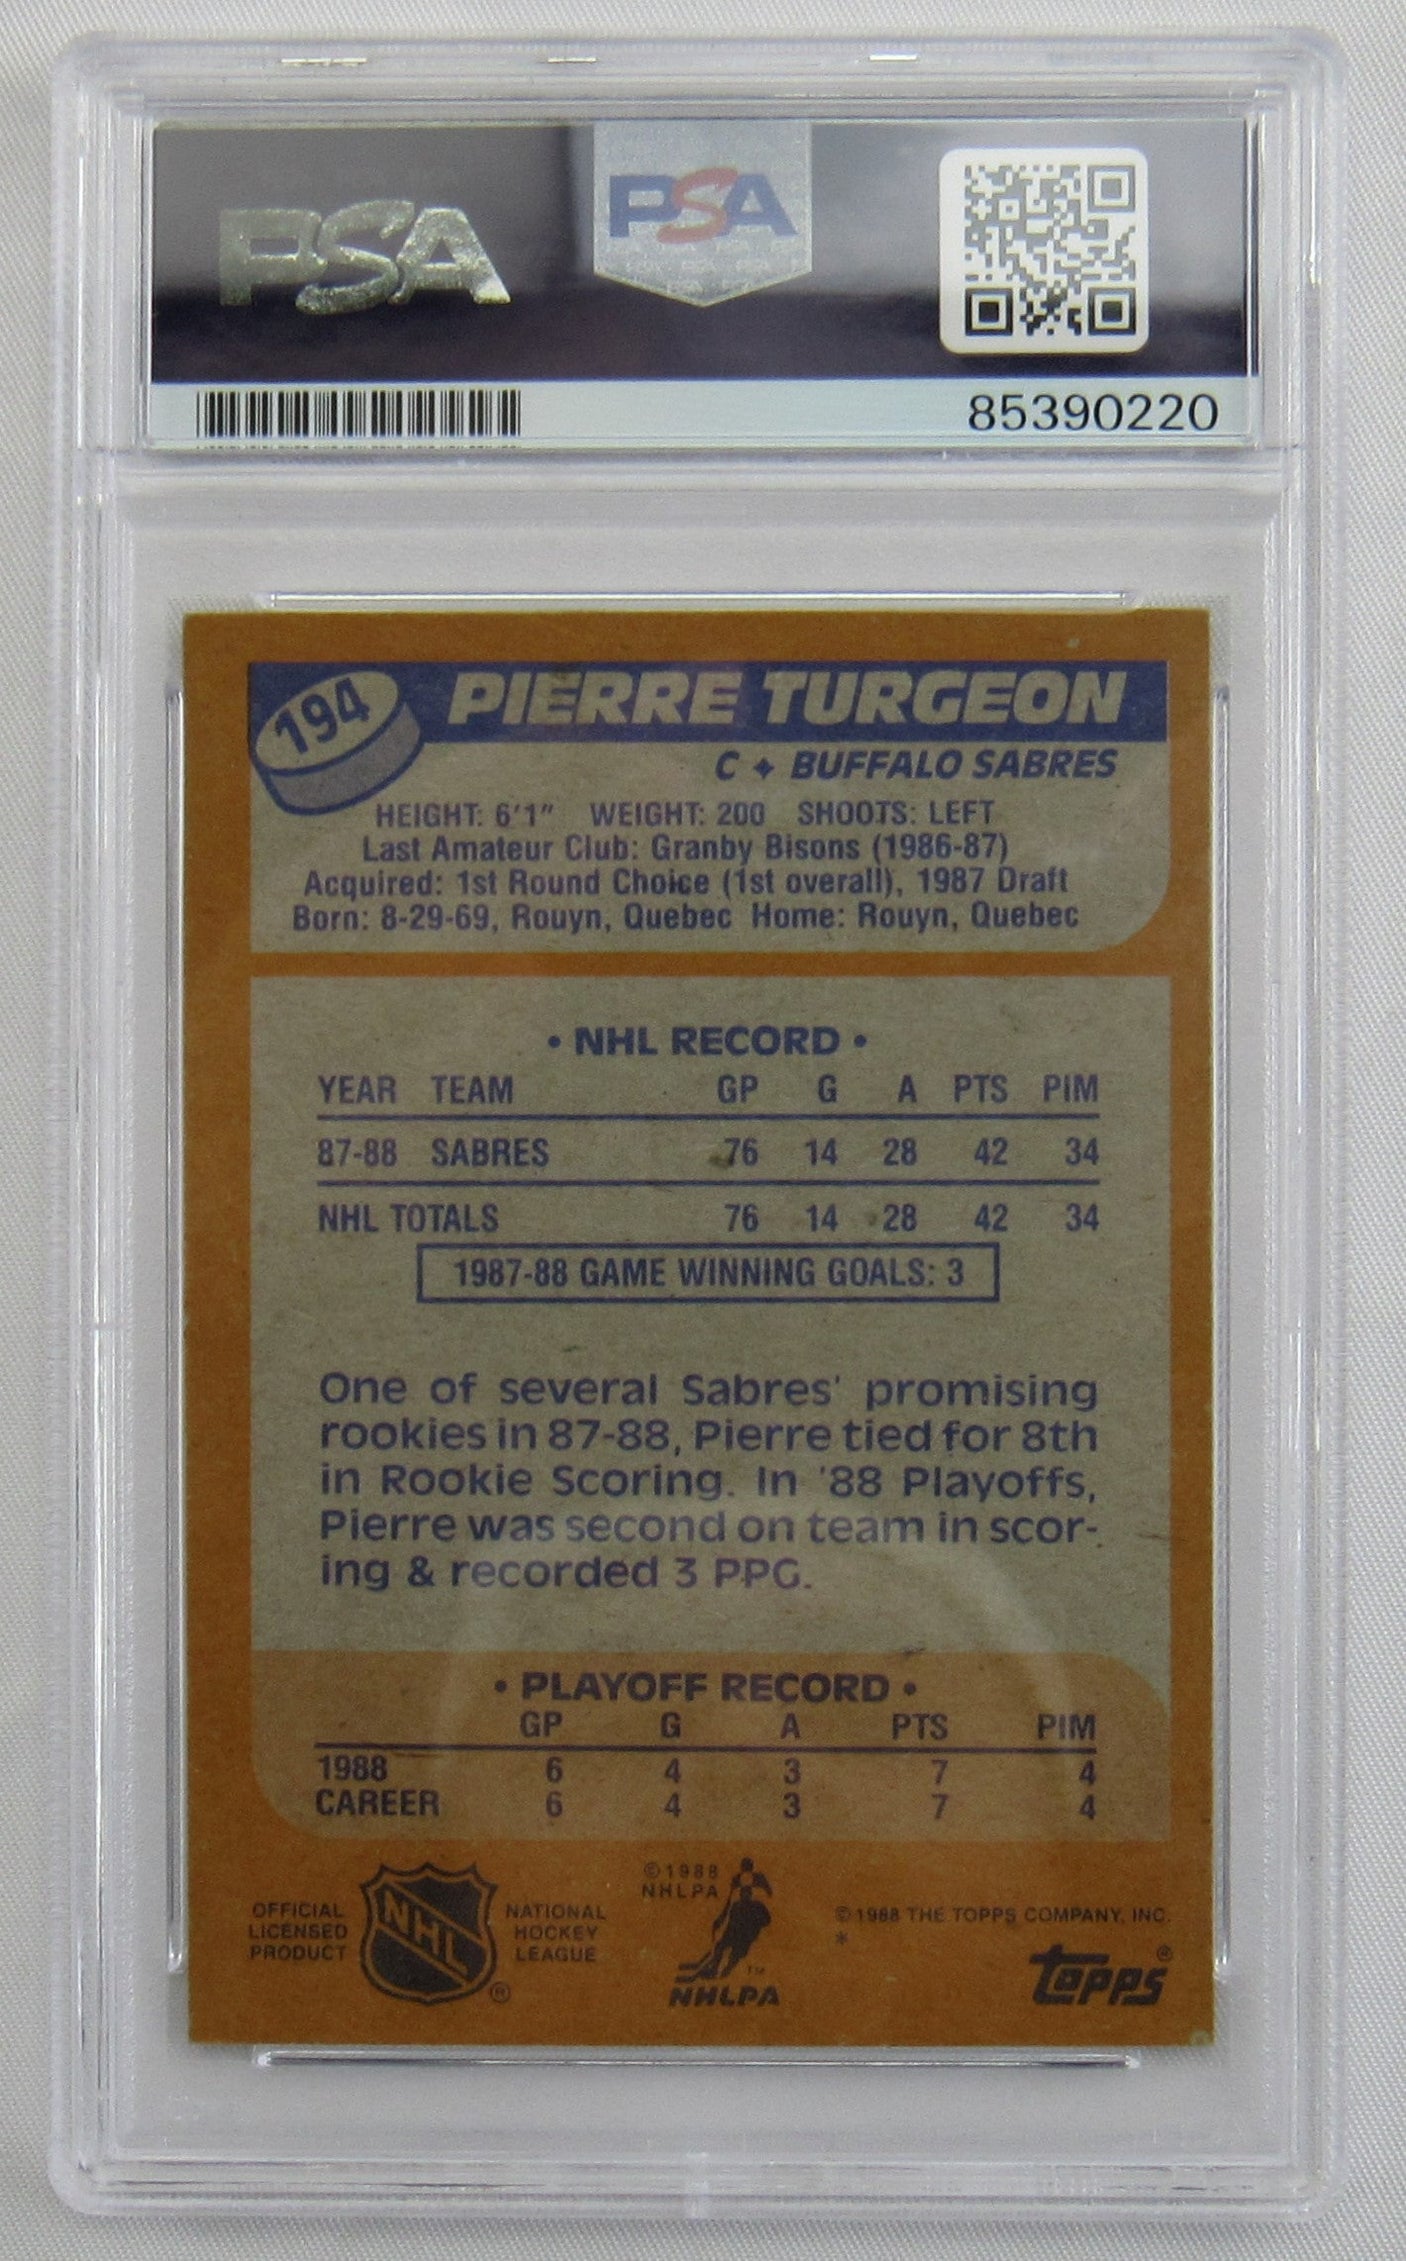 PSA
PSA
85390220
194 PIERRE TURGEON
C ✦ BUFFALO SABRES
HEIGHT: 6'1" WEIGHT: 200 SHOOTS: LEFT
Last Amateur Club: Granby Bisons (1986-87)
Acquired: 1st Round Choice (1st overall), 1987 Draft
Born: 8-29-69, Rouyn, Quebec Home: Rouyn, Quebec
• NHL RECORD •
YEAR TEAM GP G A PTS PIM
87-88 SABRES 76 14 28 42 34
NHL TOTALS 76 14 28 42 34
1987-88 GAME WINNING GOALS: 3
One of several Sabres' promising
rookies in 87-88, Pierre tied for 8th
in Rookie Scoring. In '88 Playoffs,
Pierre was second on team in scor-
ing & recorded 3 PPG.
• PLAYOFF RECORD •
GP G A PTS PIM
1988 6 4 3 7 4
CAREER 6 4 3 7 4
OFFICIAL
LICENSED
PRODUCT
NHL
®
NATIONAL
HOCKEY
LEAGUE
©1988
NHLPA
TM
NHLPA
©1988 THE TOPPS COMPANY, INC.
*
topps®